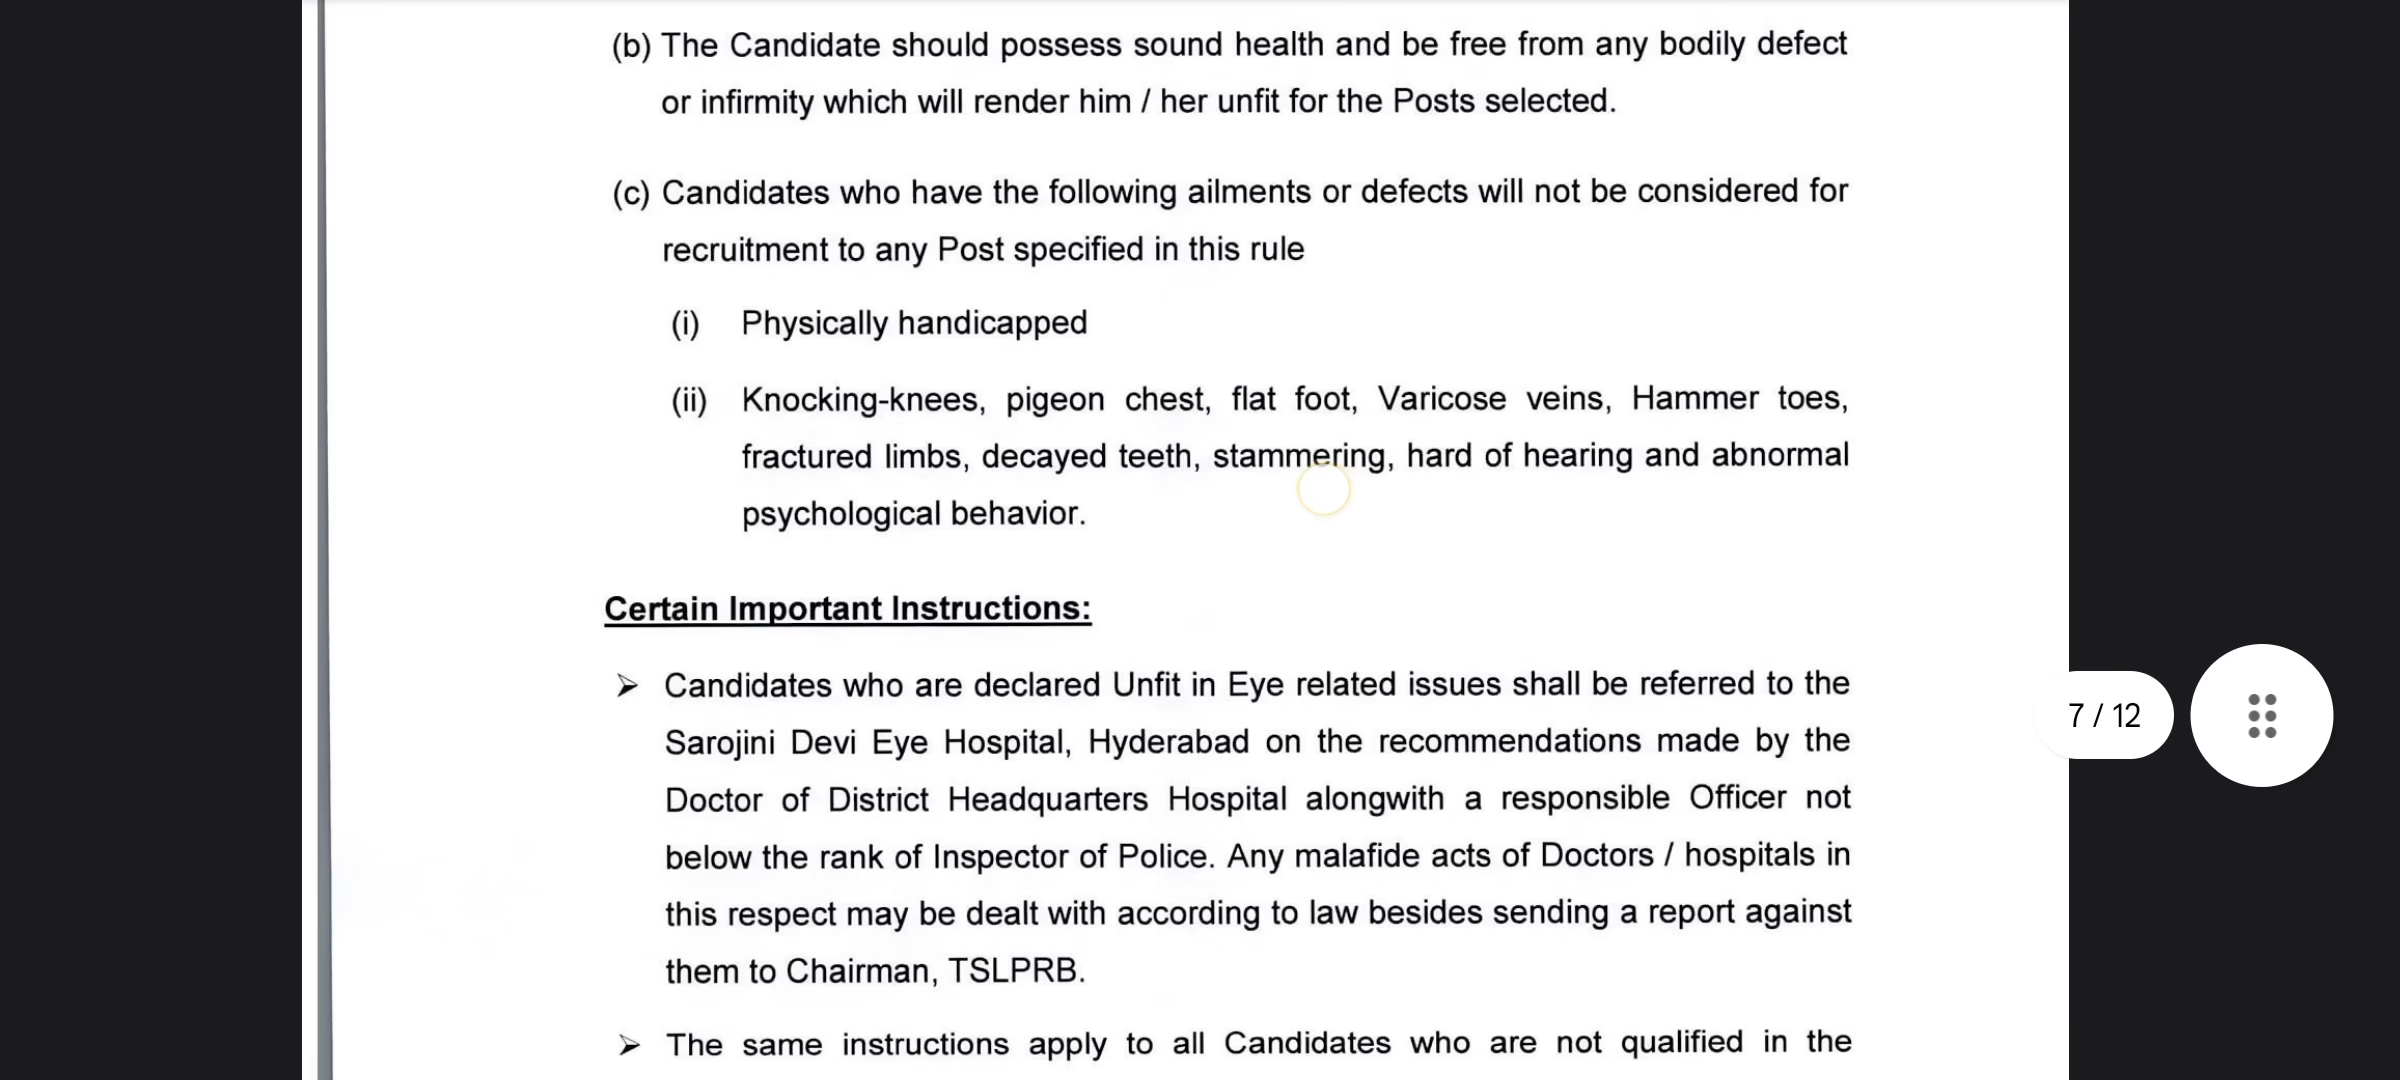 (b) The Candidate should possess sound health and be free from any bodily defect
or infirmity which will render him / her unfit for the Posts selected.
(c) Candidates who have the following ailments or defects will not be considered for
recruitment to any Post specified in this rule
(i) Physically handicapped
(ii) Knocking-knees, pigeon chest, flat foot, Varicose veins, Hammer toes,
fractured limbs, decayed teeth, stammering, hard of hearing and abnormal
psychological behavior.
Certain Important Instructions:
➢ Candidates who are declared Unfit in Eye related issues shall be referred to the
Sarojini Devi Eye Hospital, Hyderabad on the recommendations made by the
Doctor of District Headquarters Hospital alongwith a responsible Officer not
below the rank of Inspector of Police. Any malafide acts of Doctors / hospitals in
this respect may be dealt with according to law besides sending a report against
them to Chairman, TSLPRB.
➢ The same instructions apply to all Candidates who are not qualified in the
7 / 12